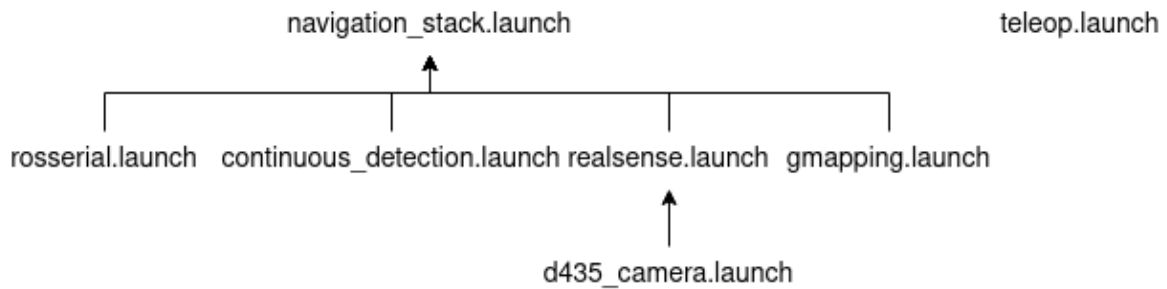 navigation_stack.launch
teleop.launch
rosserial.launch
continuous_detection.launch
realsense.launch
gmapping.launch
d435_camera.launch